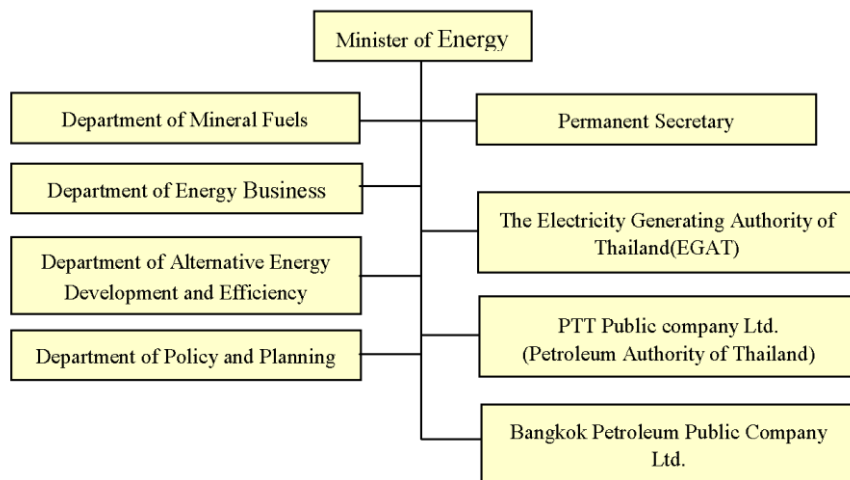 Minister of Energy
Department of Mineral Fuels
Permanent Secretary
Department of Energy Business
The Electricity Generating Authority of
Thailand(EGAT)
Department of Alternative Energy
Development and Efficiency
PTT Public company Ltd.
(Petroleum Authority of Thailand)
Department of Policy and Planning
Bangkok Petroleum Public Company
Ltd.